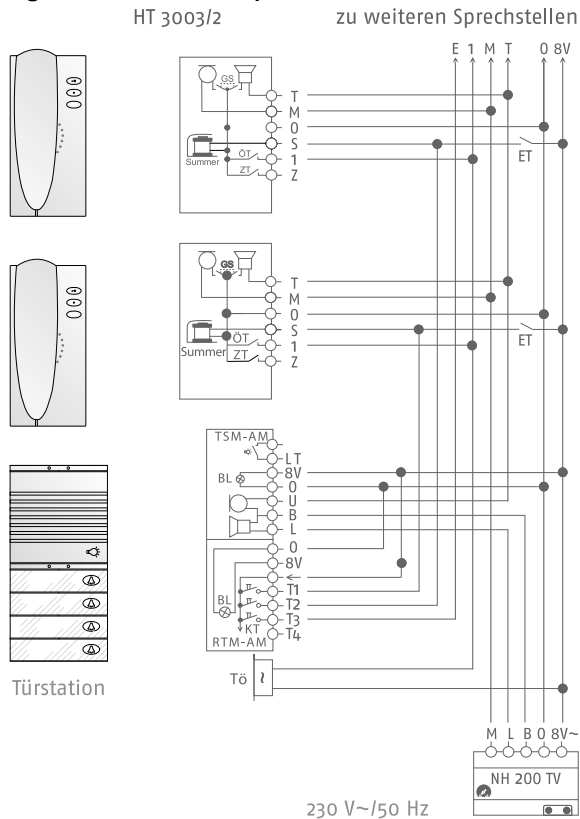 HT 3003/2
zu weiteren Sprechstellen
E 1 M T 0 8V
GS
T
M
0
S
ET
Summer
ÖT
1
ZT
Z
GS
T
M
0
S
ET
Summer
ÖT
1
ZT
Z
TSM-AM
LT
8V
BL
0
U
B
L
0
8V
←
T1
BL
T2
T3
KT
T4
RTM-AM
Tö
~
Türstation
M L B 0 8V~
NH 200 TV
230 V~/50 Hz